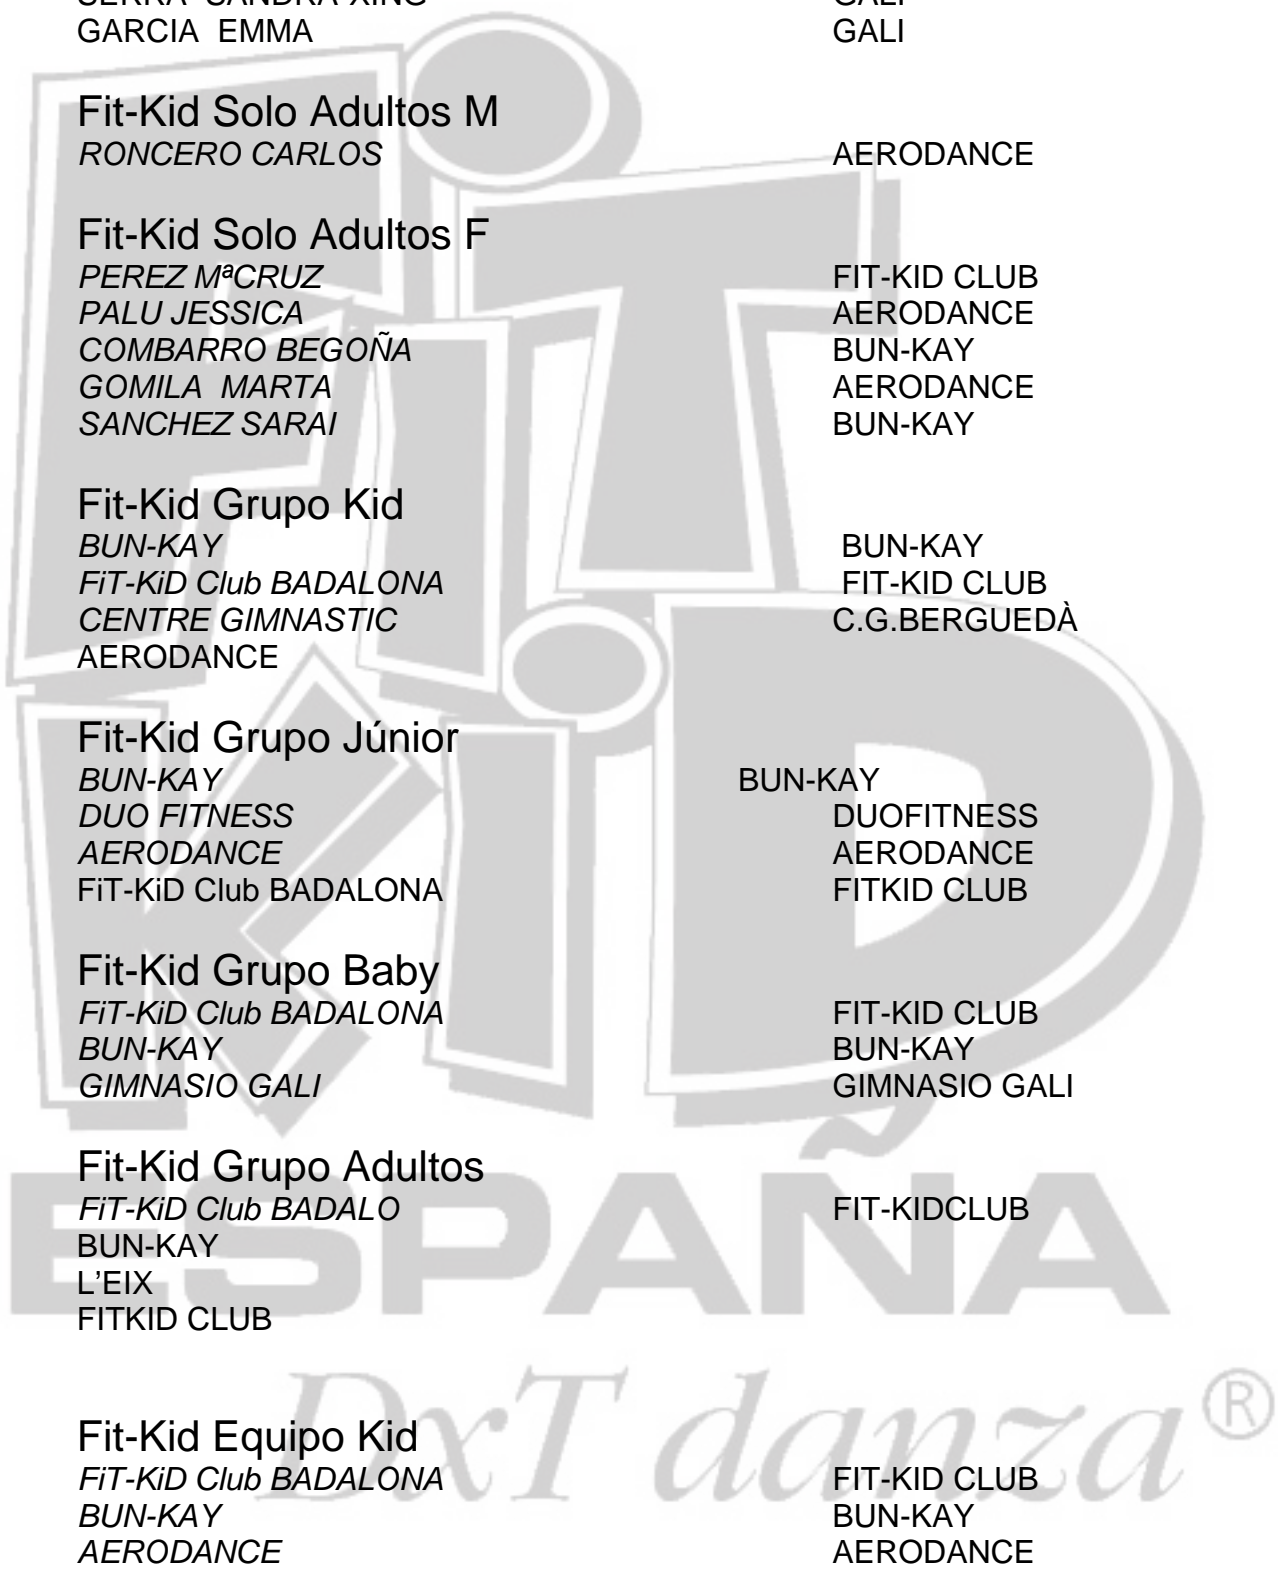 SERRA SANDRA XING GALI
GARCIA EMMA GALI
Fit-Kid Solo Adultos M
RONCERO CARLOS AERODANCE
Fit-Kid Solo Adultos F
PEREZ MªCRUZ FIT-KID CLUB
PALU JESSICA AERODANCE
COMBARRO BEGOÑA BUN-KAY
GOMILA MARTA AERODANCE
SANCHEZ SARAI BUN-KAY
Fit-Kid Grupo Kid
BUN-KAY BUN-KAY
FiT-KiD Club BADALONA FIT-KID CLUB
CENTRE GIMNASTIC C.G.BERGUEDÀ
AERODANCE
Fit-Kid Grupo Júnior
BUN-KAY BUN-KAY
DUO FITNESS DUOFITNESS
AERODANCE AERODANCE
FiT-KiD Club BADALONA FITKID CLUB
Fit-Kid Grupo Baby
FiT-KiD Club BADALONA FIT-KID CLUB
BUN-KAY BUN-KAY
GIMNASIO GALI GIMNASIO GALI
Fit-Kid Grupo Adultos
FiT-KiD Club BADALO FIT-KIDCLUB
BUN-KAY
L'EIX
FITKID CLUB
Fit-Kid Equipo Kid
FiT-KiD Club BADALONA FIT-KID CLUB
BUN-KAY BUN-KAY
AERODANCE AERODANCE
FiT
KiD
ESPAÑA
DxT danza®